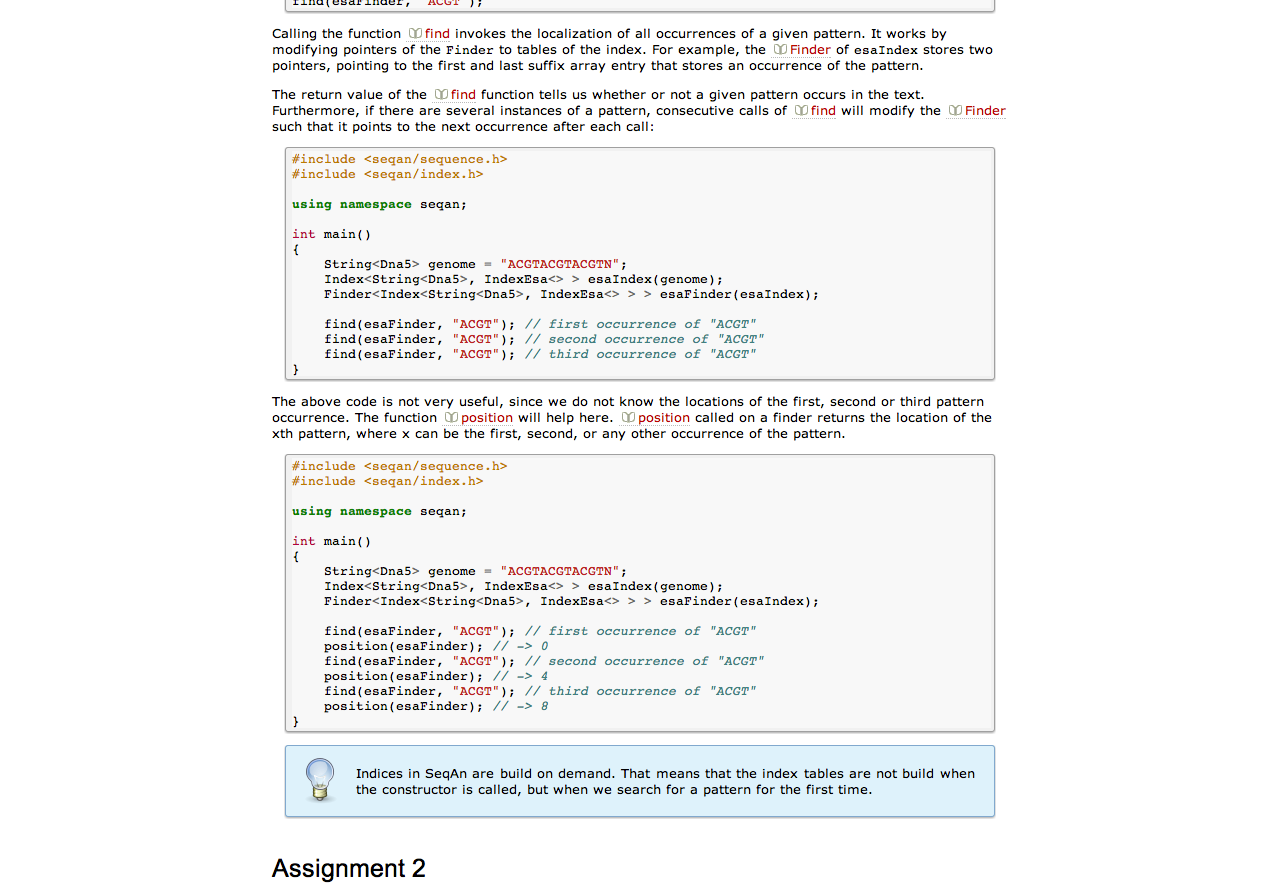 find(esaFinder, "ACGT");
Calling the function find invokes the localization of all occurrences of a given pattern. It works by
modifying pointers of the Finder to tables of the index. For example, the Finder of esaIndex stores two
pointers, pointing to the first and last suffix array entry that stores an occurrence of the pattern.
The return value of the find function tells us whether or not a given pattern occurs in the text.
Furthermore, if there are several instances of a pattern, consecutive calls of find will modify the Finder
such that it points to the next occurrence after each call:
#include <seqan/sequence.h>
#include <seqan/index.h>
using namespace seqan;
int main()
{
    String<Dna5> genome = "ACGTACGTACGTN";
    Index<String<Dna5>, IndexEsa<> > esaIndex(genome);
    Finder<Index<String<Dna5>, IndexEsa<> > > esaFinder(esaIndex);
    find(esaFinder, "ACGT"); // first occurrence of "ACGT"
    find(esaFinder, "ACGT"); // second occurrence of "ACGT"
    find(esaFinder, "ACGT"); // third occurrence of "ACGT"
}
The above code is not very useful, since we do not know the locations of the first, second or third pattern
occurrence. The function position will help here. position called on a finder returns the location of the
xth pattern, where x can be the first, second, or any other occurrence of the pattern.
#include <seqan/sequence.h>
#include <seqan/index.h>
using namespace seqan;
int main()
{
    String<Dna5> genome = "ACGTACGTACGTN";
    Index<String<Dna5>, IndexEsa<> > esaIndex(genome);
    Finder<Index<String<Dna5>, IndexEsa<> > > esaFinder(esaIndex);
    find(esaFinder, "ACGT"); // first occurrence of "ACGT"
    position(esaFinder); // -> 0
    find(esaFinder, "ACGT"); // second occurrence of "ACGT"
    position(esaFinder); // -> 4
    find(esaFinder, "ACGT"); // third occurrence of "ACGT"
    position(esaFinder); // -> 8
}
Indices in SeqAn are build on demand. That means that the index tables are not build when
the constructor is called, but when we search for a pattern for the first time.
Assignment 2